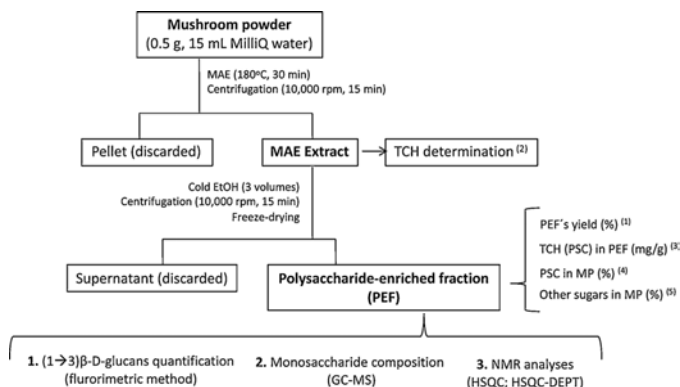 Mushroom powder
(0.5 g, 15 mL MilliQ water)
MAE (180ºC, 30 min)
Centrifugation (10,000 rpm, 15 min)
Pellet (discarded)
MAE Extract
TCH determination (2)
Cold EtOH (3 volumes)
Centrifugation (10,000 rpm, 15 min)
Freeze-drying
Supernatant (discarded)
Polysaccharide-enriched fraction
(PEF)
PEF´s yield (%) (1)
TCH (PSC) in PEF (mg/g) (3)
PSC in MP (%) (4)
Other sugars in MP (%) (5)
1. (1→3)β-D-glucans quantification
(flurorimetric method)
2. Monosaccharide composition
(GC-MS)
3. NMR analyses
(HSQC; HSQC-DEPT)